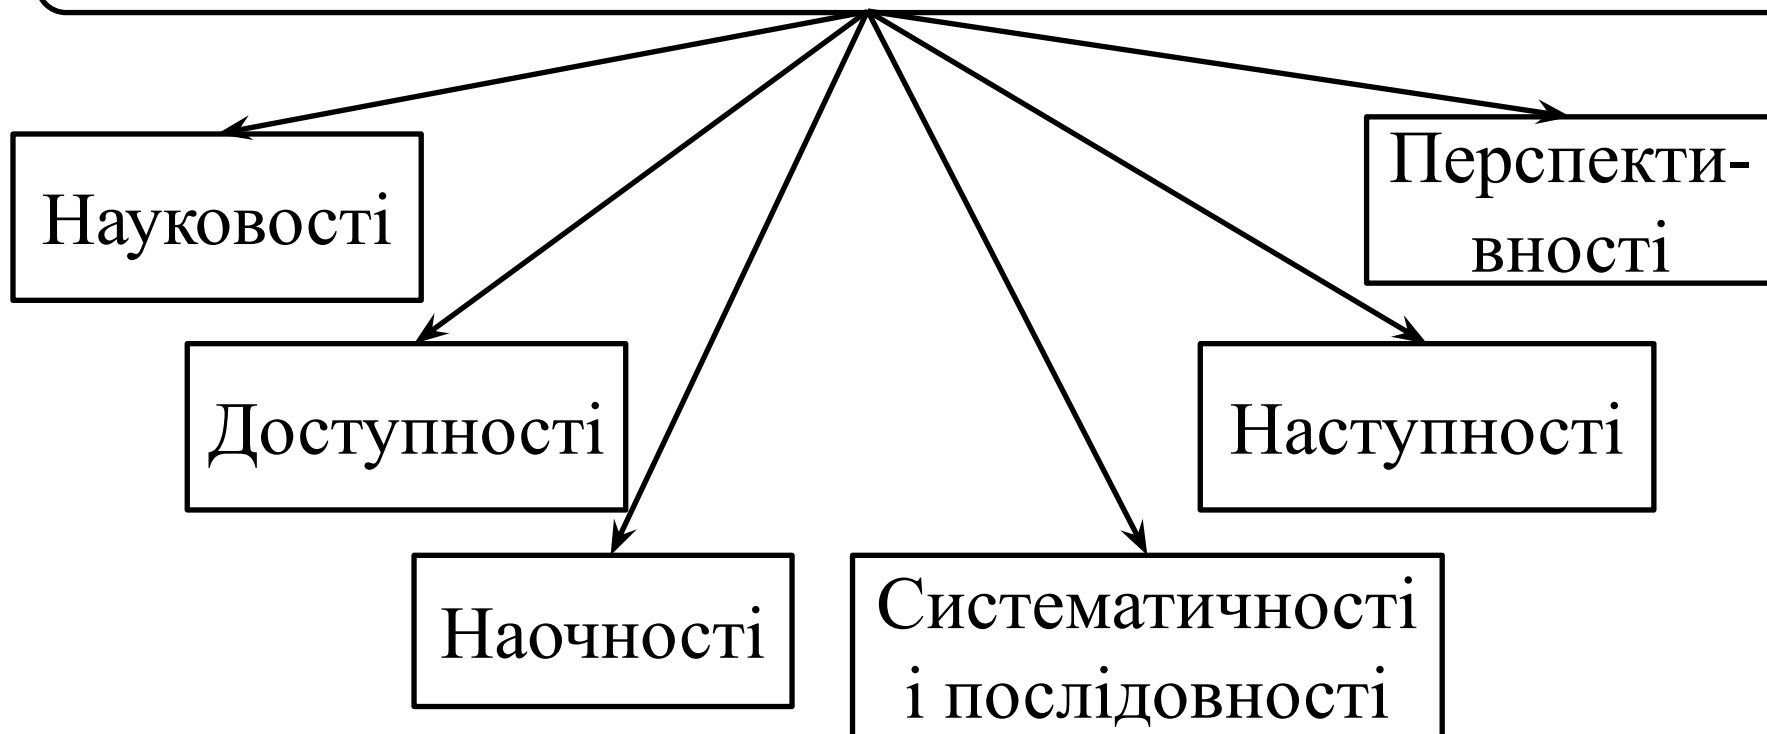 Науковості
Перспекти-
вності
Доступності
Наступності
Наочності
Систематичності
і послідовності